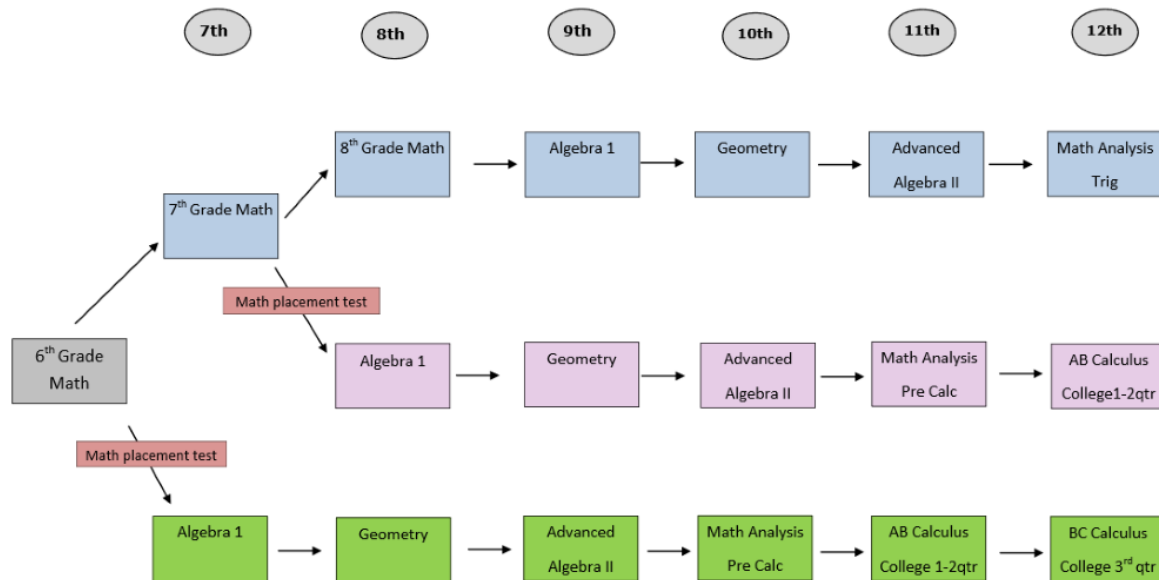 7th
8th
9th
10th
11th
12th
8th Grade Math
Algebra 1
Geometry
Advanced
Algebra II
Math Analysis
Trig
7th Grade Math
Math placement test
6th Grade
Math
Algebra 1
Geometry
Advanced
Algebra II
Math Analysis
Pre Calc
AB Calculus
College1-2qtr
Math placement test
Algebra 1
Geometry
Advanced
Algebra II
Math Analysis
Pre Calc
AB Calculus
College 1-2qtr
BC Calculus
College 3rd qtr